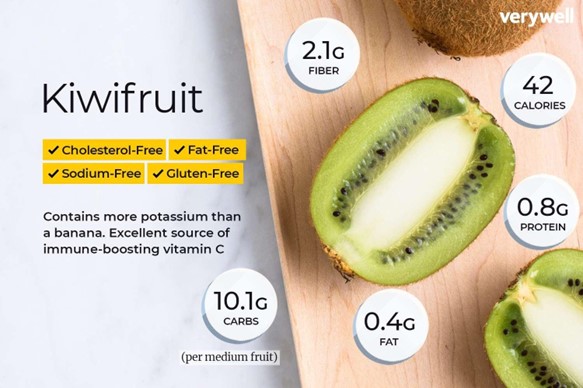 verywell
2.1G
FIBER
42
CALORIES
Kiwifruit
Cholesterol-Free
Fat-Free
Sodium-Free
Gluten-Free
0.8G
PROTEIN
Contains more potassium than
a banana. Excellent source of
immune-boosting vitamin C
10.1G
CARBS
0.4G
FAT
(per medium fruit)